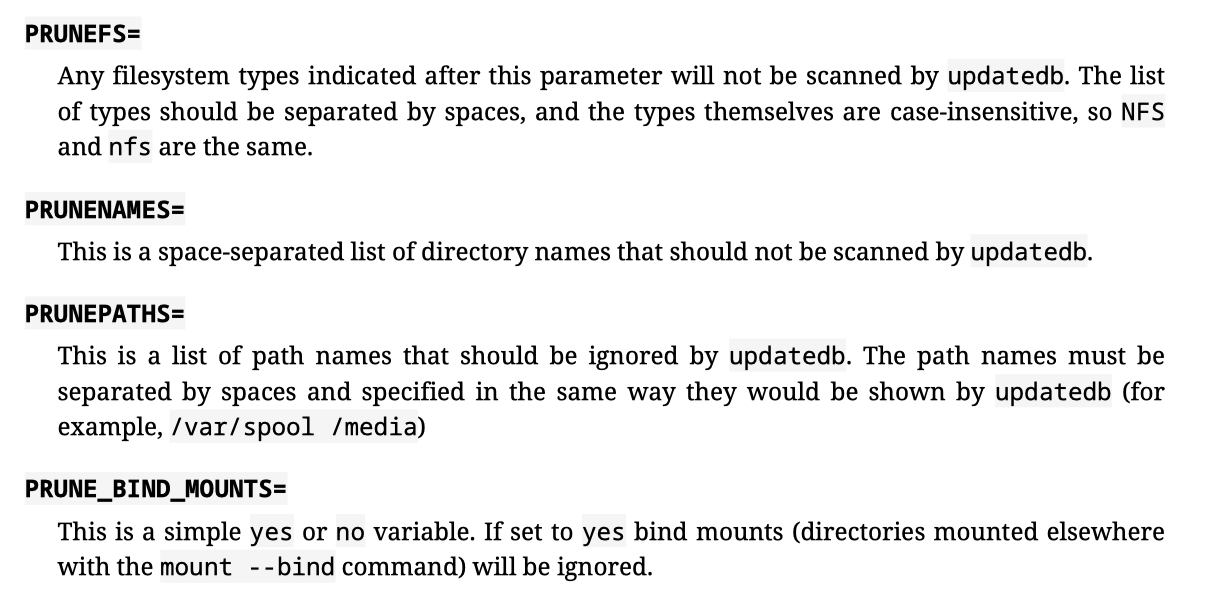 PRUNEFS=
Any filesystem types indicated after this parameter will not be scanned by updatedb. The list
of types should be separated by spaces, and the types themselves are case-insensitive, so NFS
and nfs are the same.
PRUNENAMES=
This is a space-separated list of directory names that should not be scanned by updatedb.
PRUNEPATHS=
This is a list of path names that should be ignored by updatedb. The path names must be
separated by spaces and specified in the same way they would be shown by updatedb (for
example, /var/spool /media)
PRUNE_BIND_MOUNTS=
This is a simple yes or no variable. If set to yes bind mounts (directories mounted elsewhere
with the mount --bind command) will be ignored.